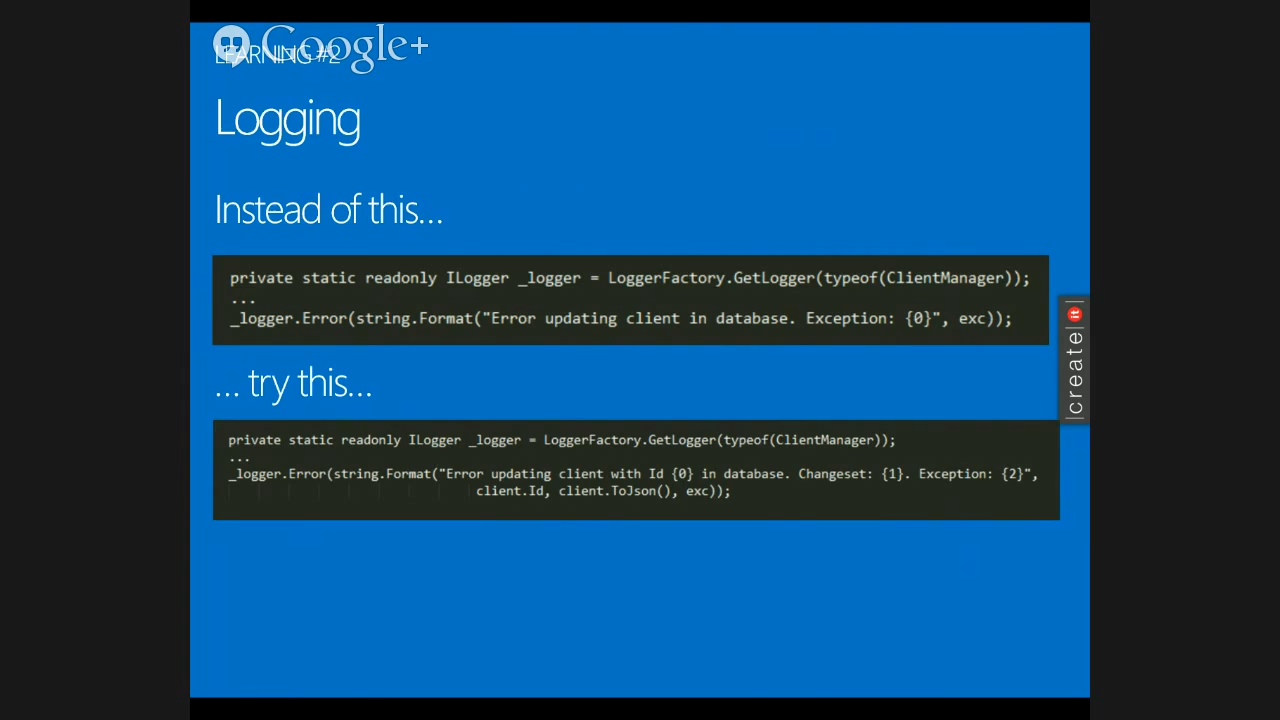 Google+
LEARNING #2
Logging
Instead of this...
private static readonly ILogger _logger = LoggerFactory.GetLogger(typeof(ClientManager));
...
_logger.Error(string.Format("Error updating client in database. Exception: {0}", exc));
... try this...
private static readonly ILogger _logger = LoggerFactory.GetLogger(typeof(ClientManager));
...
_logger.Error(string.Format("Error updating client with Id {0} in database. Changeset: {1}. Exception: {2}",
client.Id, client.ToJson(), exc));
|create|it|